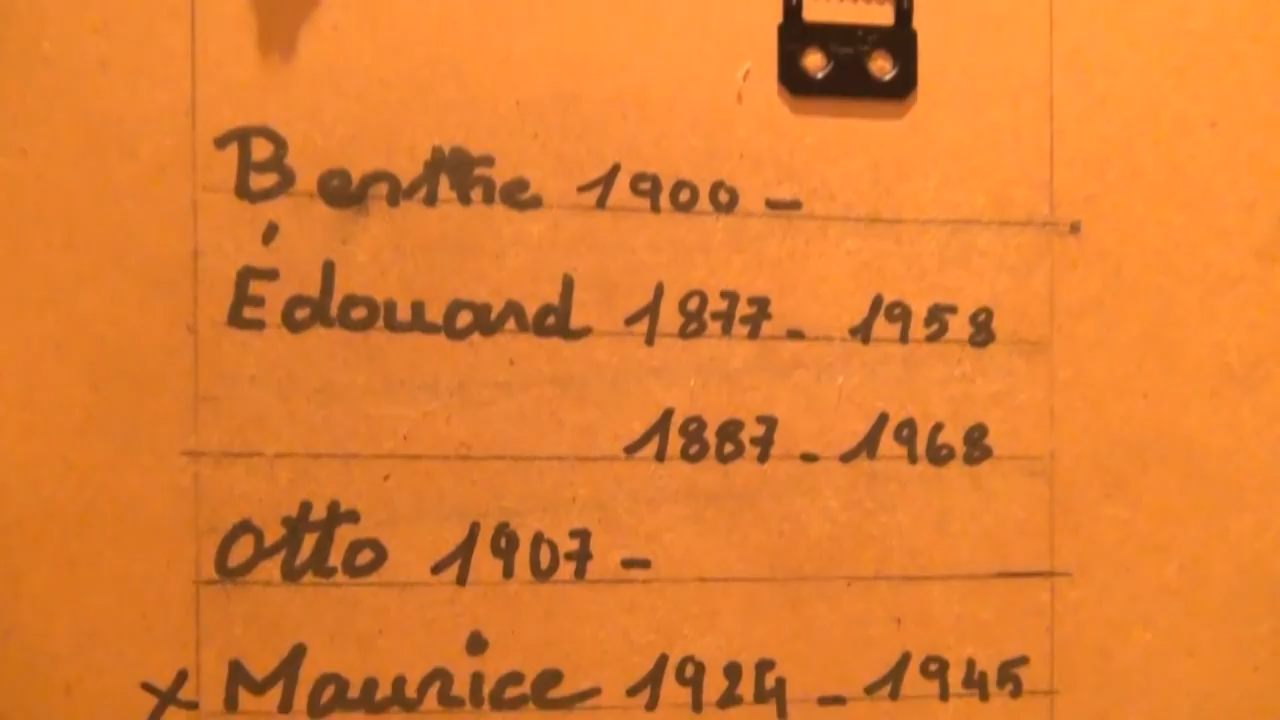 Berthe 1900 -
Édouard 1877 - 1958
1887 - 1968
Otto 1907 -
x Maurice 1924 - 1945